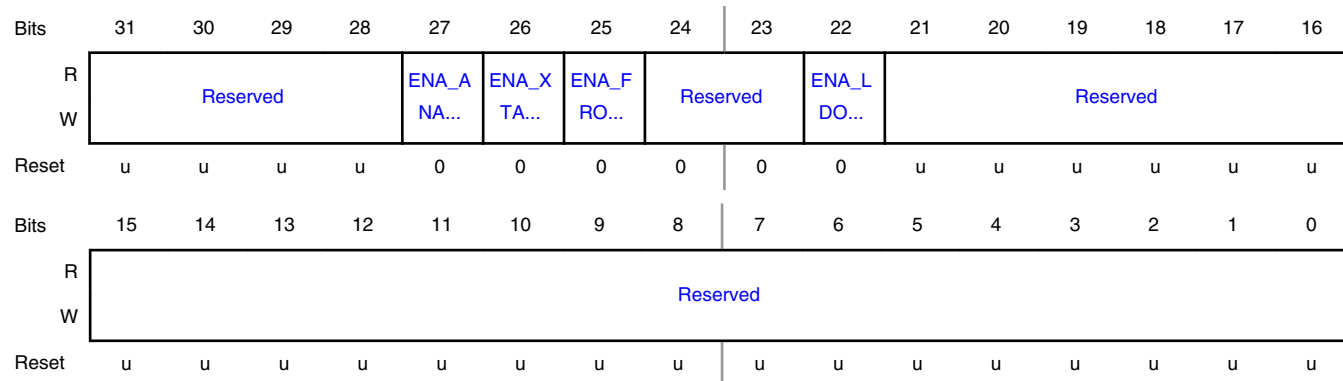 Bits 31 30 29 28 27 26 25 24 23 22 21 20 19 18 17 16
R
W
Reserved
ENA_A
NA...
ENA_X
TA...
ENA_F
RO...
Reserved
ENA_L
DO...
Reserved
Reset u u u u 0 0 0 0 0 0 u u u u u u
Bits 15 14 13 12 11 10 9 8 7 6 5 4 3 2 1 0
R
W
Reserved
Reset u u u u u u u u u u u u u u u u